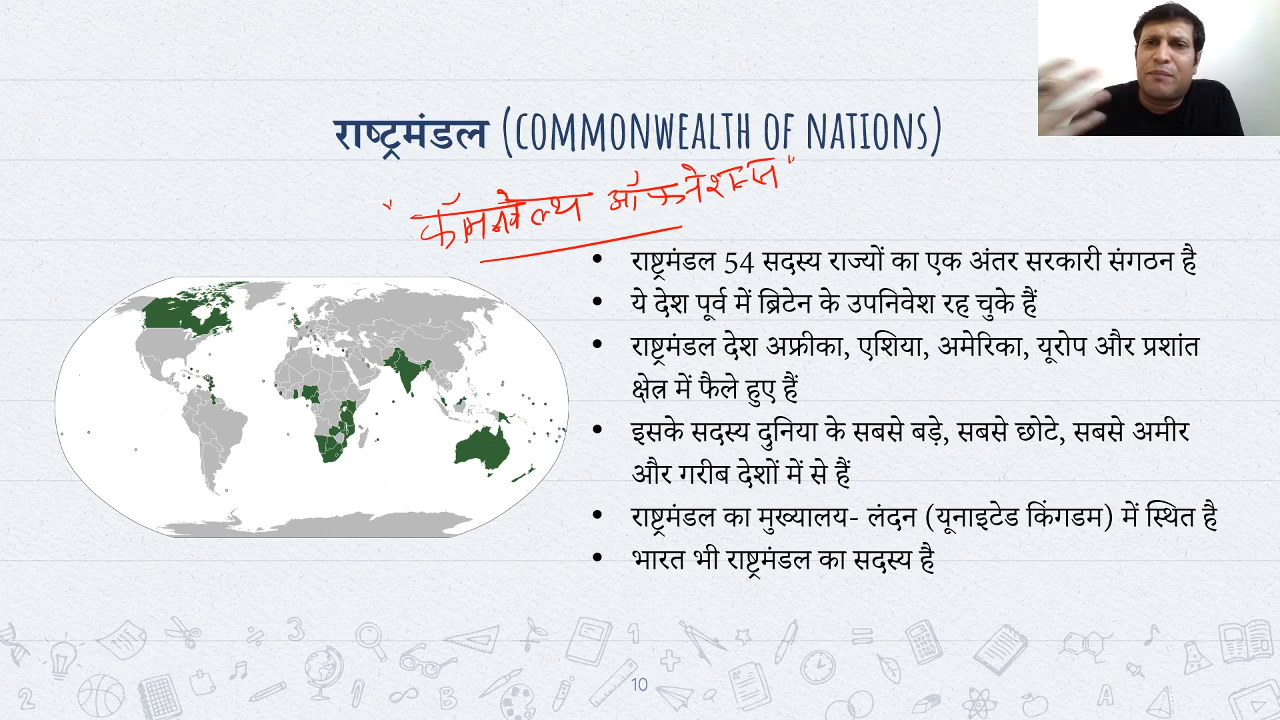 राष्ट्रमंडल (COMMONWEALTH OF NATIONS)
"कॉमनवेल्थ ऑफ नेशन्स"
• राष्ट्रमंडल 54 सदस्य राज्यों का एक अंतर सरकारी संगठन है
• ये देश पूर्व में ब्रिटेन के उपनिवेश रह चुके हैं
• राष्ट्रमंडल देश अफ्रीका, एशिया, अमेरिका, यूरोप और प्रशांत
क्षेत्र में फैले हुए हैं
• इसके सदस्य दुनिया के सबसे बड़े, सबसे छोटे, सबसे अमीर
और गरीब देशों में से हैं
• राष्ट्रमंडल का मुख्यालय- लंदन (यूनाइटेड किंगडम) में स्थित है
• भारत भी राष्ट्रमंडल का सदस्य है
10